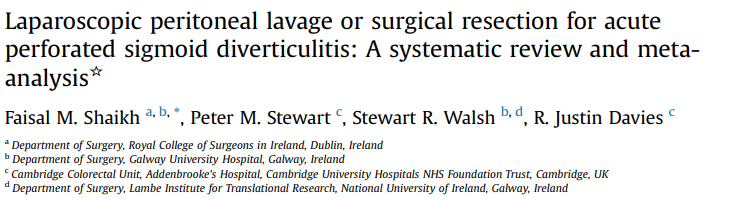 Laparoscopic peritoneal lavage or surgical resection for acute
perforated sigmoid diverticulitis: A systematic review and meta-
analysis☆
Faisal M. Shaikh a, b, *, Peter M. Stewart c, Stewart R. Walsh b, d, R. Justin Davies c
a Department of Surgery, Royal College of Surgeons in Ireland, Dublin, Ireland
b Department of Surgery, Galway University Hospital, Galway, Ireland
c Cambridge Colorectal Unit, Addenbrooke's Hospital, Cambridge University Hospitals NHS Foundation Trust, Cambridge, UK
d Department of Surgery, Lambe Institute for Translational Research, National University of Ireland, Galway, Ireland